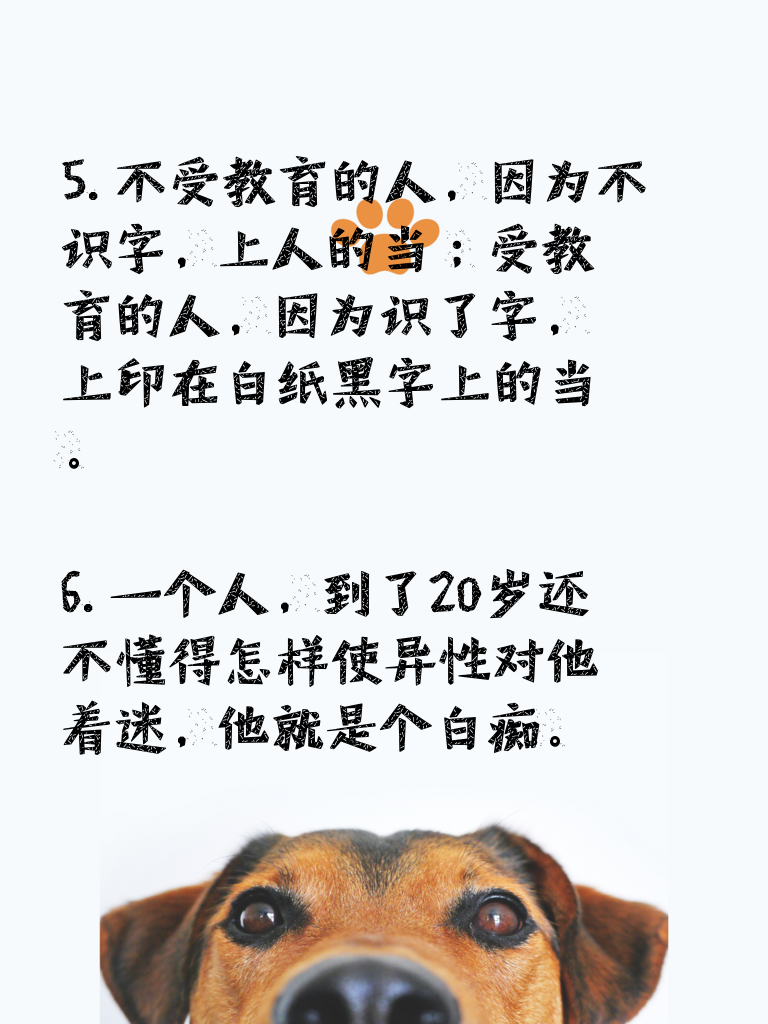 5. 不受教育的人，因为不
识字，上人的当；受教
育的人，因为识了字，
上印在白纸黑字上的当
。
6. 一个人，到了20岁还
不懂得怎样使异性对他
着迷，他就是个白痴。